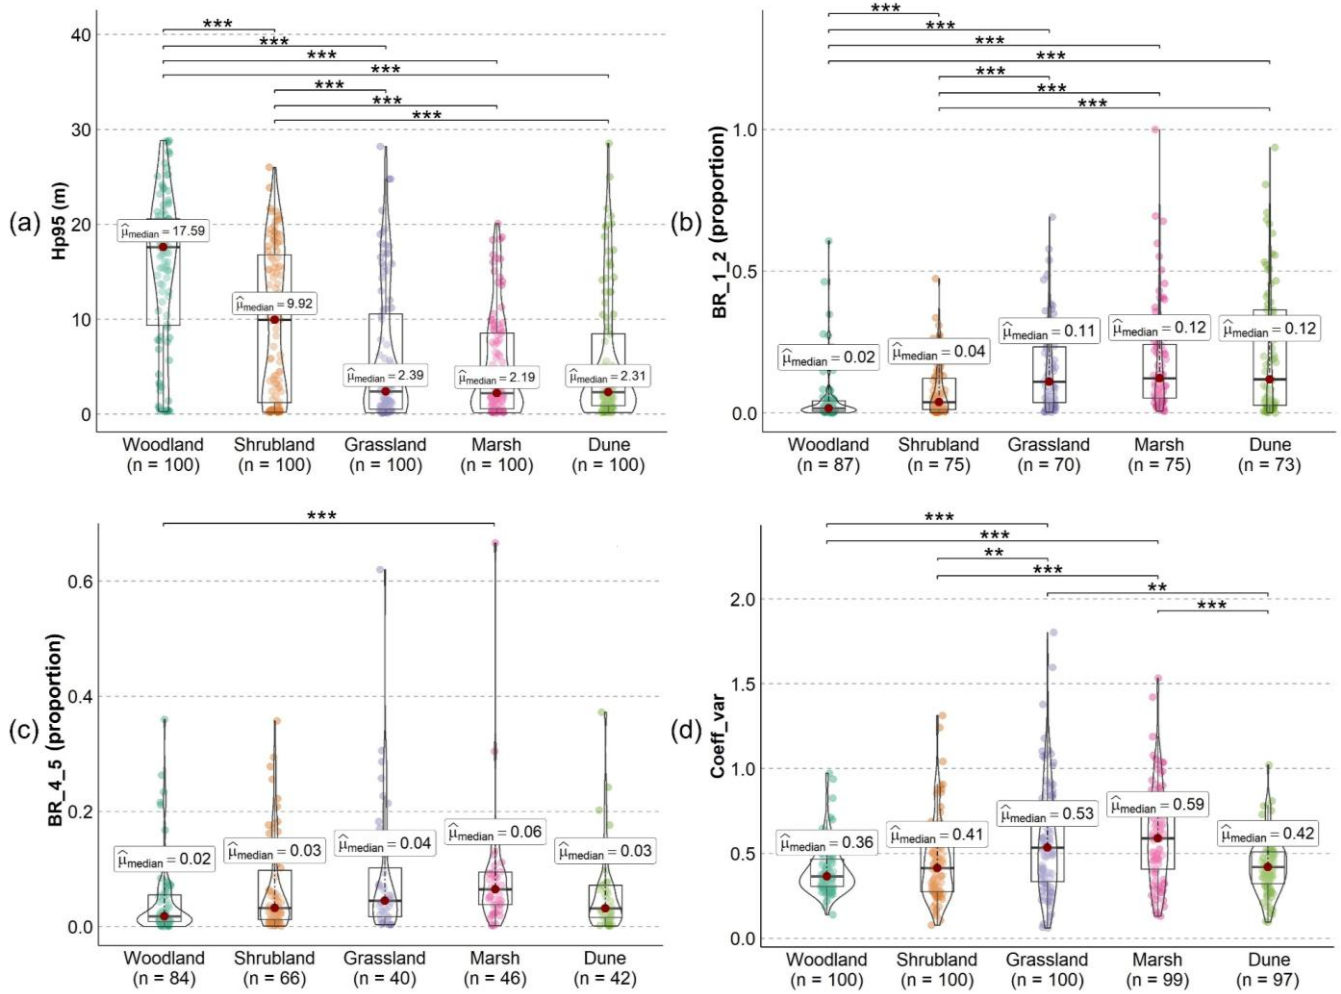 (a)
Hp95 (m)
40
30
20
10
0
***
***
***
***
***
***
***
μ̂median = 17.59
μ̂median = 9.92
μ̂median = 2.39
μ̂median = 2.19
μ̂median = 2.31
Woodland Shrubland Grassland Marsh Dune
(n = 100) (n = 100) (n = 100) (n = 100) (n = 100)
(b)
BR_1_2 (proportion)
1.0
0.5
0.0
***
***
***
***
***
***
***
μ̂median = 0.02
μ̂median = 0.04
μ̂median = 0.11
μ̂median = 0.12
μ̂median = 0.12
Woodland Shrubland Grassland Marsh Dune
(n = 87) (n = 75) (n = 70) (n = 75) (n = 73)
(c)
BR_4_5 (proportion)
0.6
0.4
0.2
0.0
***
μ̂median = 0.02
μ̂median = 0.03
μ̂median = 0.04
μ̂median = 0.06
μ̂median = 0.03
Woodland Shrubland Grassland Marsh Dune
(n = 84) (n = 66) (n = 40) (n = 46) (n = 42)
(d)
Coeff_var
2.0
1.5
1.0
0.5
0.0
***
***
**
***
**
***
μ̂median = 0.36
μ̂median = 0.41
μ̂median = 0.53
μ̂median = 0.59
μ̂median = 0.42
Woodland Shrubland Grassland Marsh Dune
(n = 100) (n = 100) (n = 100) (n = 99) (n = 97)